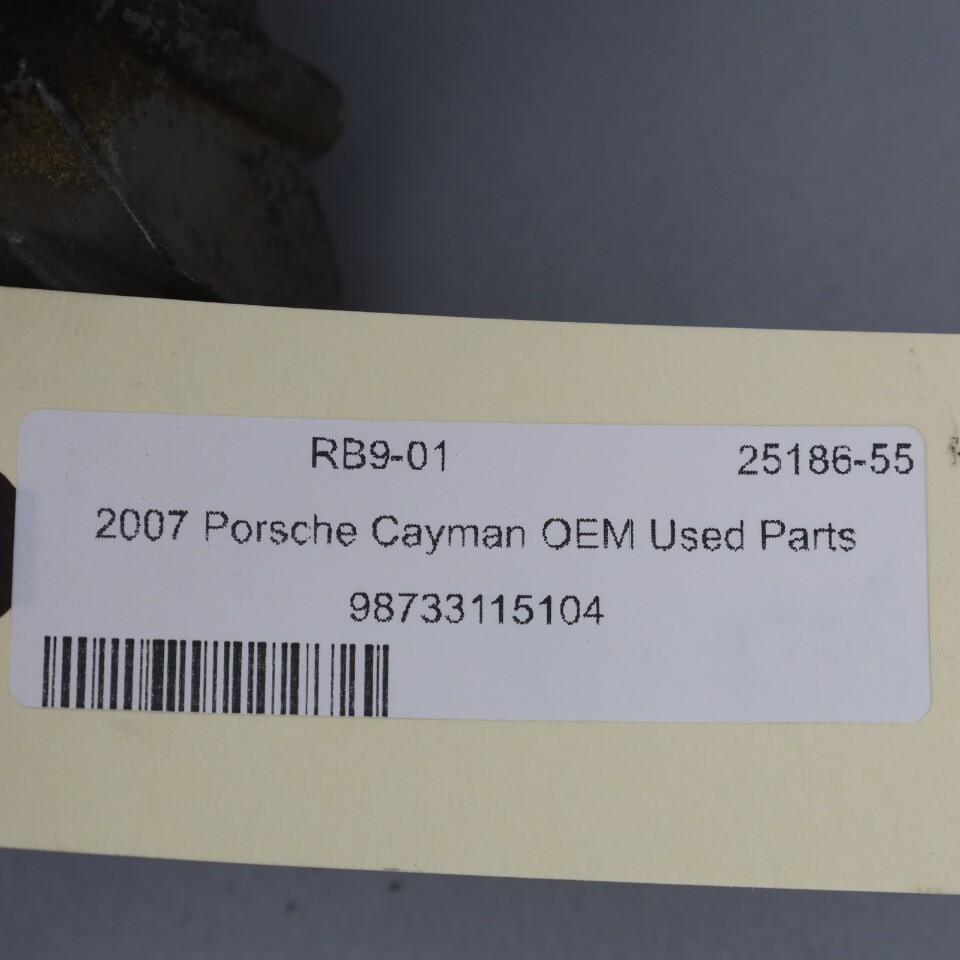 RB9-01 25186-55
2007 Porsche Cayman OEM Used Parts
98733115104